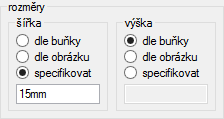 rozměry
šířka
dle buňky
dle obrázku
specifikovat
15mm
výška
dle buňky
dle obrázku
specifikovat